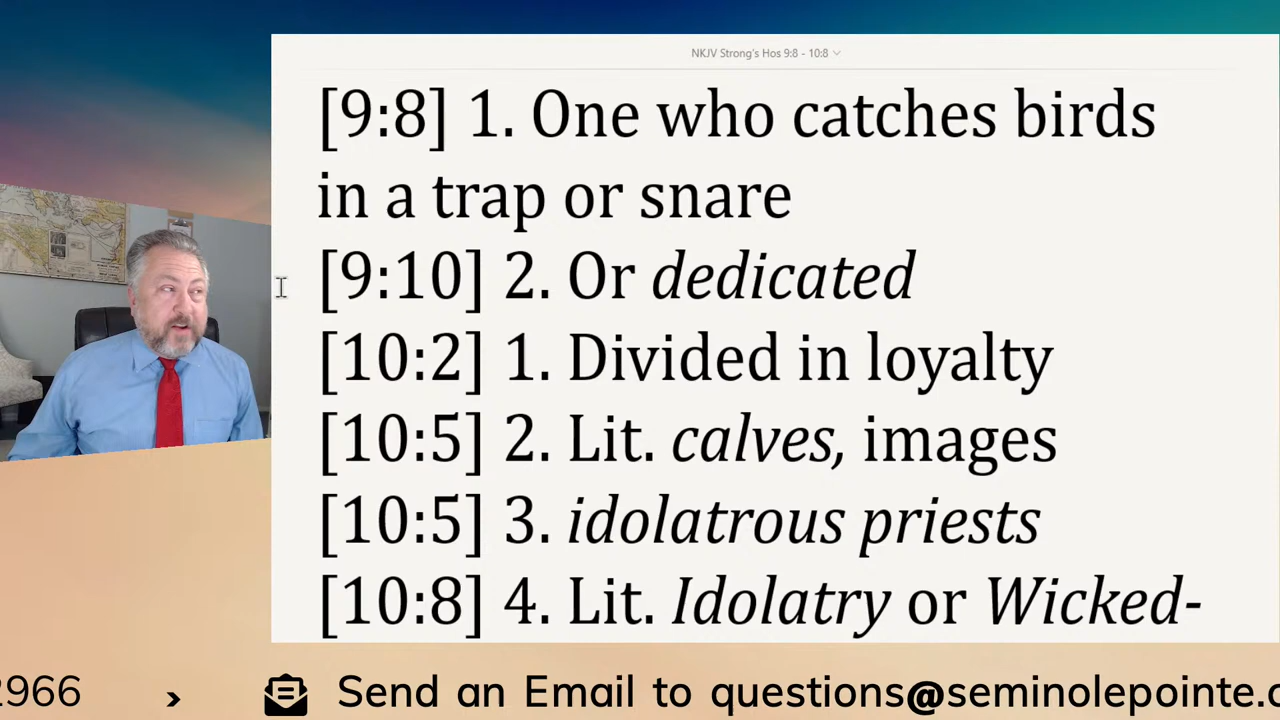 NKJV Strong's Hos 9:8 - 10:8
[9:8] 1. One who catches birds
in a trap or snare
[9:10] 2. Or dedicated
[10:2] 1. Divided in loyalty
[10:5] 2. Lit. calves, images
[10:5] 3. idolatrous priests
[10:8] 4. Lit. Idolatry or Wicked-
2966 › Send an Email to questions@seminolepointe.c